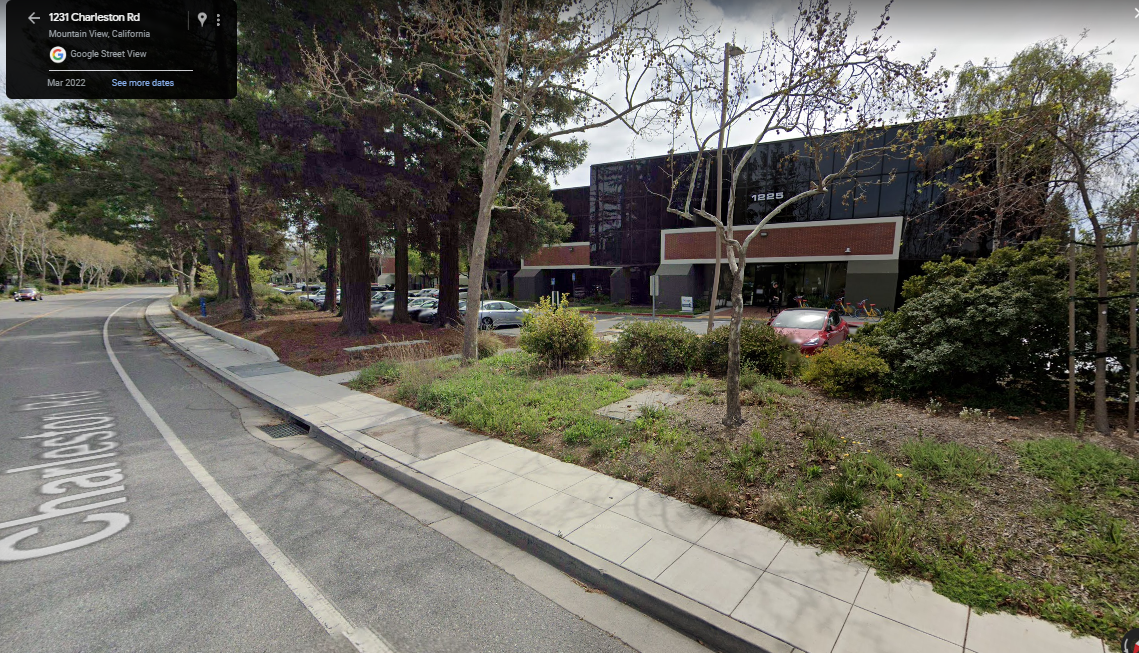 1231 Charleston Rd
Mountain View, California
Google Street View
Mar 2022
See more dates
1225
Charleston Rd